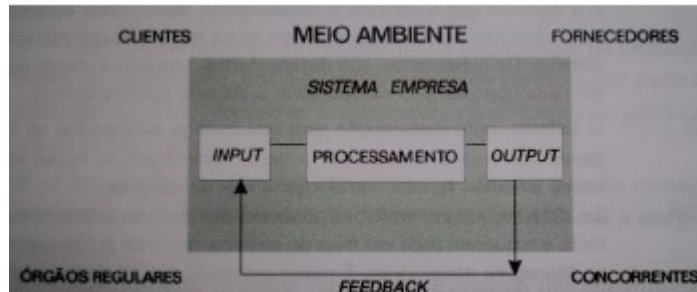 CLIENTES MEIO AMBIENTE FORNECEDORES
SISTEMA EMPRESA
INPUT PROCESSAMENTO OUTPUT
ÓRGÃOS REGULARES FEEDBACK CONCORRENTES